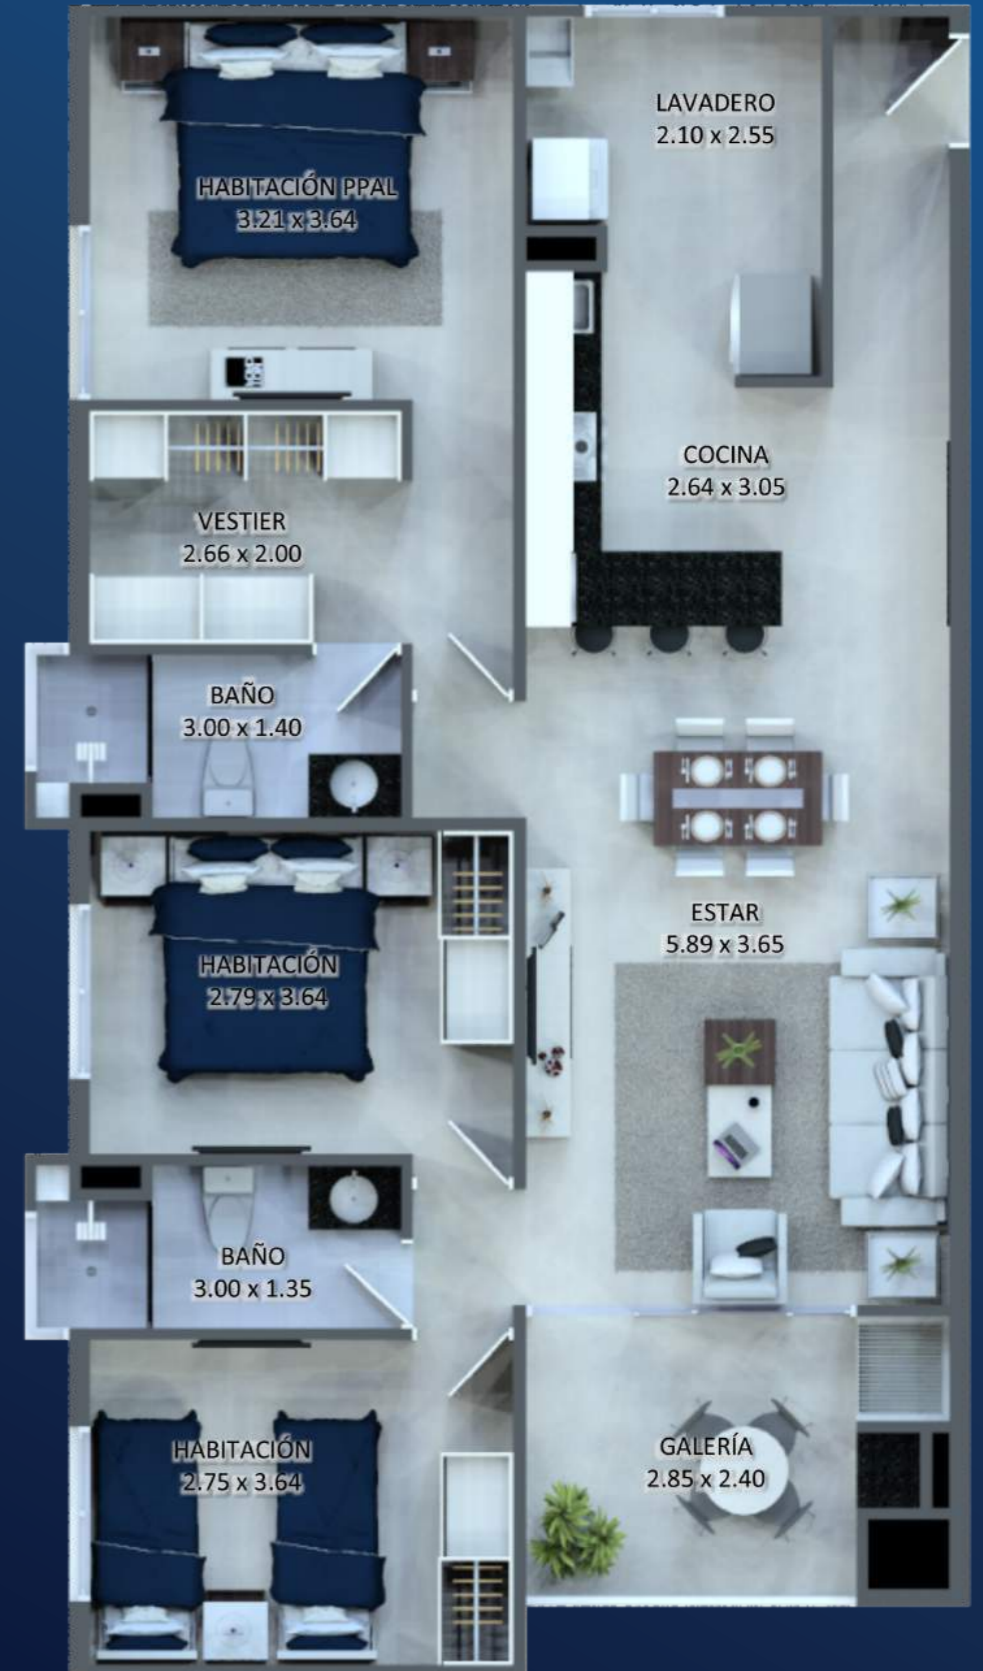 LAVADERO
2.10 x 2.55
HABITACIÓN PPAL
3.21 x 3.64
COCINA
2.64 x 3.05
VESTIER
2.66 x 2.00
BAÑO
3.00 x 1.40
ESTAR
5.89 x 3.65
HABITACIÓN
2.79 x 3.64
BAÑO
3.00 x 1.35
HABITACIÓN
2.75 x 3.64
GALERÍA
2.85 x 2.40